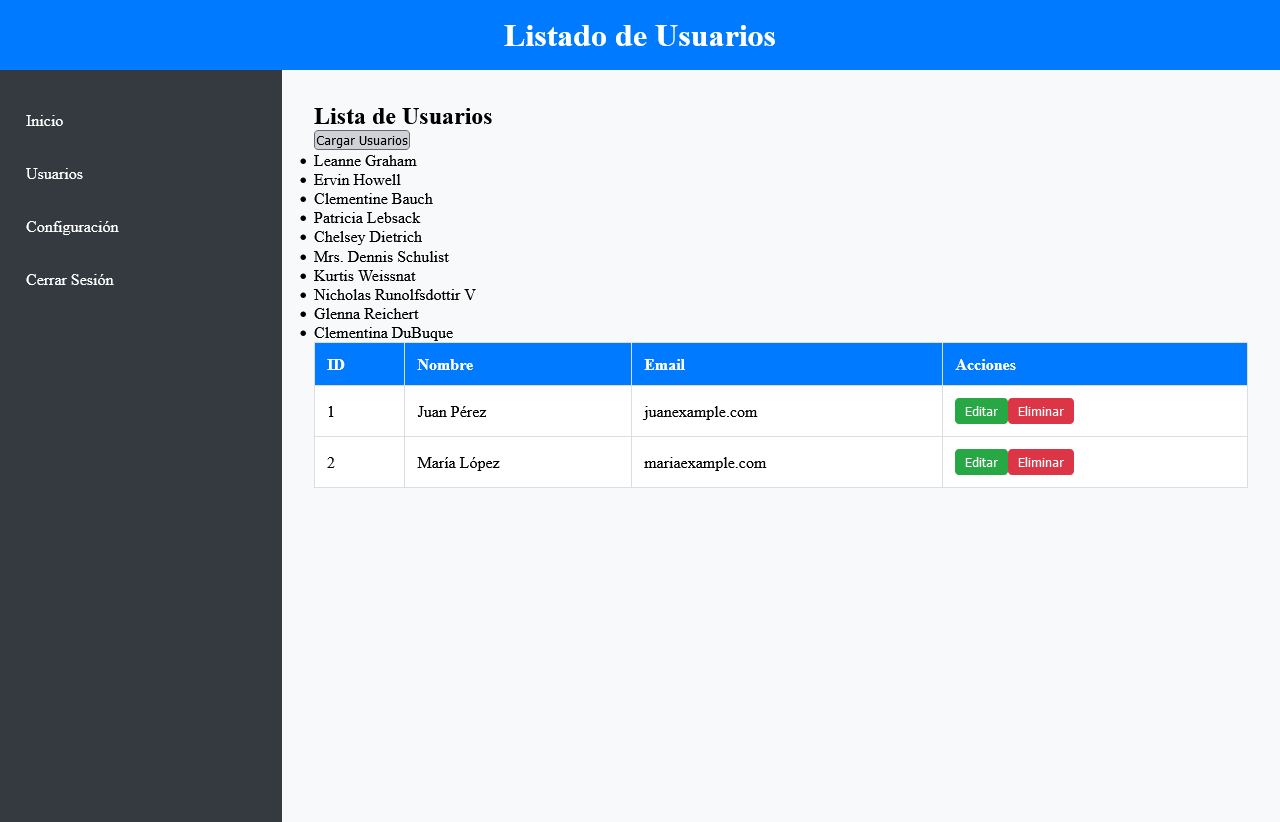 Listado de Usuarios
Inicio
Usuarios
Configuración
Cerrar Sesión
Lista de Usuarios
Cargar Usuarios
Leanne Graham
Ervin Howell
Clementine Bauch
Patricia Lebsack
Chelsey Dietrich
Mrs. Dennis Schulist
Kurtis Weissnat
Nicholas Runolfsdottir V
Glenna Reichert
Clementina DuBuque
ID Nombre Email Acciones
1 Juan Pérez juanexample.com Editar Eliminar
2 María López mariaexample.com Editar Eliminar